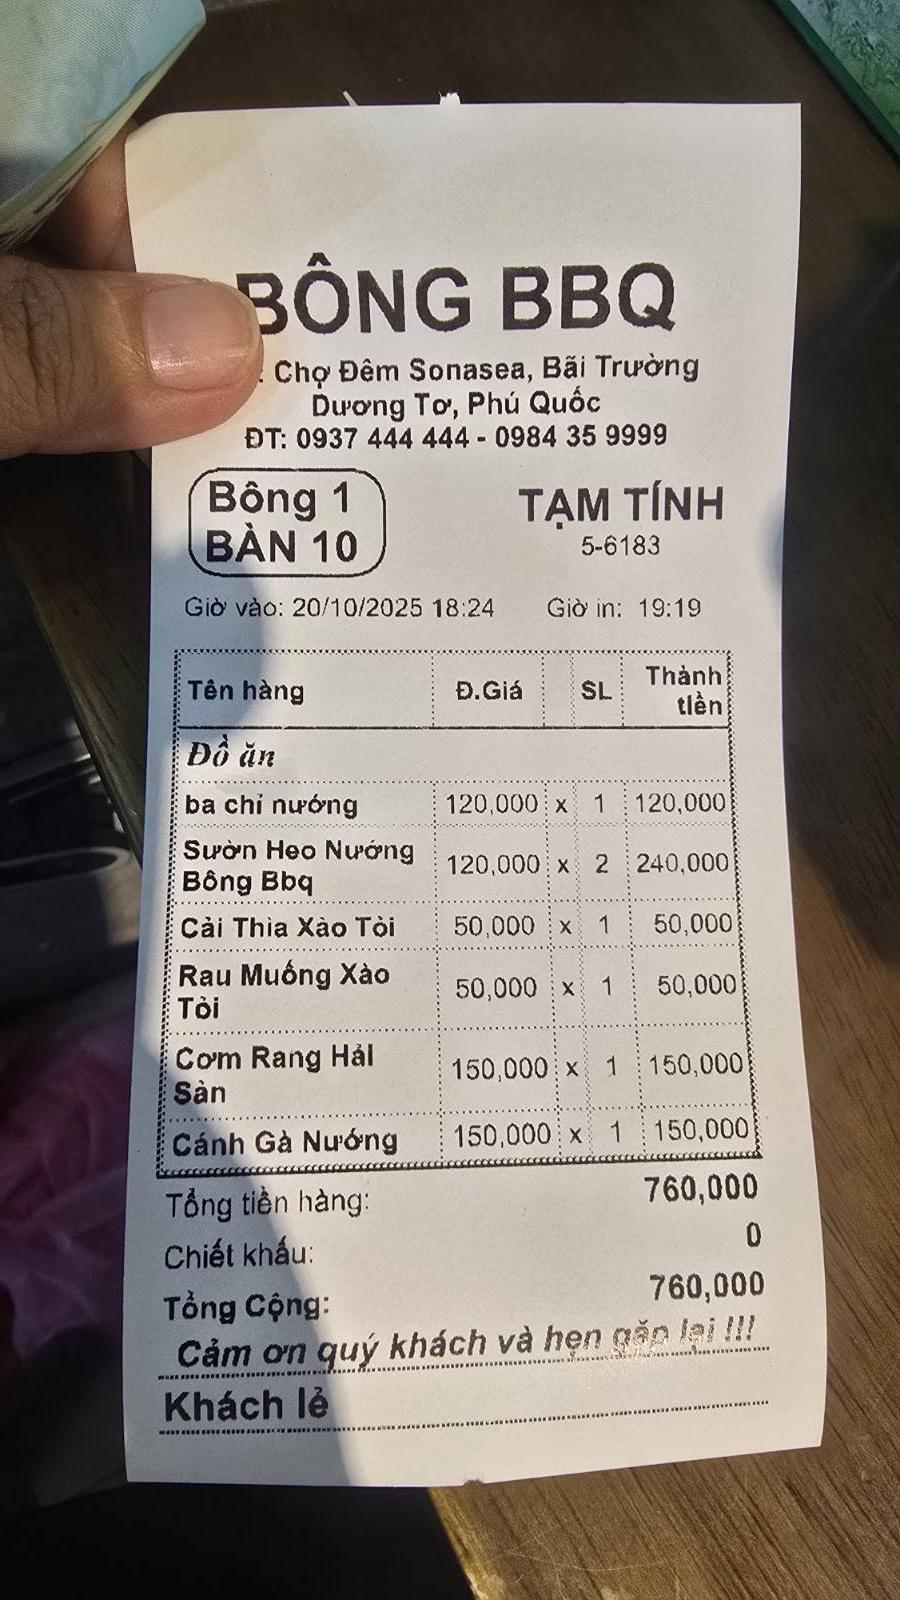 BÔNG BBQ
: Chợ Đêm Sonasea, Bãi Trường
Dương Tơ, Phú Quốc
ĐT: 0937 444 444 - 0984 35 9999
Bông 1
BÀN 10
TẠM TÍNH
5-6183
Giờ vào: 20/10/2025 18:24 Giờ in: 19:19
Tên hàng Đ.Giá SL Thành tiền
Đồ ăn
ba chỉ nướng 120,000 x 1 120,000
Sườn Heo Nướng
Bông Bbq 120,000 x 2 240,000
Cải Thìa Xào Tỏi 50,000 x 1 50,000
Rau Muống Xào
Tỏi 50,000 x 1 50,000
Cơm Rang Hải
Sản 150,000 x 1 150,000
Cánh Gà Nướng 150,000 x 1 150,000
Tổng tiền hàng: 760,000
Chiết khấu: 0
Tổng Cộng: 760,000
Cảm ơn quý khách và hẹn gặp lại !!!
Khách lẻ